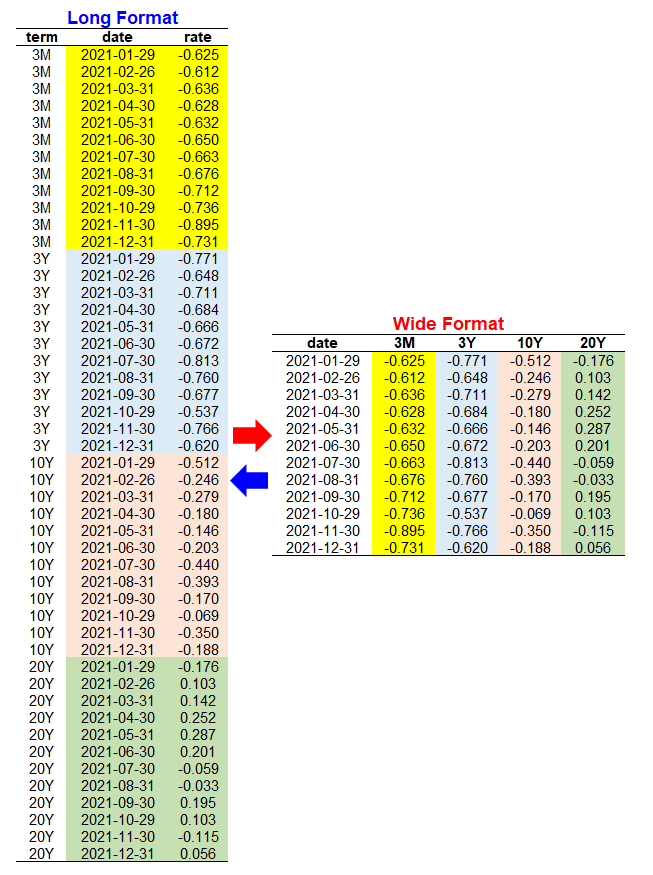 Long Format
term date rate
3M 2021-01-29 -0.625
3M 2021-02-26 -0.612
3M 2021-03-31 -0.636
3M 2021-04-30 -0.628
3M 2021-05-31 -0.632
3M 2021-06-30 -0.650
3M 2021-07-30 -0.663
3M 2021-08-31 -0.676
3M 2021-09-30 -0.712
3M 2021-10-29 -0.736
3M 2021-11-30 -0.895
3M 2021-12-31 -0.731
3Y 2021-01-29 -0.771
3Y 2021-02-26 -0.648
3Y 2021-03-31 -0.711
3Y 2021-04-30 -0.684
3Y 2021-05-31 -0.666
3Y 2021-06-30 -0.672
3Y 2021-07-30 -0.813
3Y 2021-08-31 -0.760
3Y 2021-09-30 -0.677
3Y 2021-10-29 -0.537
3Y 2021-11-30 -0.766
3Y 2021-12-31 -0.620
10Y 2021-01-29 -0.512
10Y 2021-02-26 -0.246
10Y 2021-03-31 -0.279
10Y 2021-04-30 -0.180
10Y 2021-05-31 -0.146
10Y 2021-06-30 -0.203
10Y 2021-07-30 -0.440
10Y 2021-08-31 -0.393
10Y 2021-09-30 -0.170
10Y 2021-10-29 -0.069
10Y 2021-11-30 -0.350
10Y 2021-12-31 -0.188
20Y 2021-01-29 -0.176
20Y 2021-02-26 0.103
20Y 2021-03-31 0.142
20Y 2021-04-30 0.252
20Y 2021-05-31 0.287
20Y 2021-06-30 0.201
20Y 2021-07-30 -0.059
20Y 2021-08-31 -0.033
20Y 2021-09-30 0.195
20Y 2021-10-29 0.103
20Y 2021-11-30 -0.115
20Y 2021-12-31 0.056
Wide Format
date 3M 3Y 10Y 20Y
2021-01-29 -0.625 -0.771 -0.512 -0.176
2021-02-26 -0.612 -0.648 -0.246 0.103
2021-03-31 -0.636 -0.711 -0.279 0.142
2021-04-30 -0.628 -0.684 -0.180 0.252
2021-05-31 -0.632 -0.666 -0.146 0.287
2021-06-30 -0.650 -0.672 -0.203 0.201
2021-07-30 -0.663 -0.813 -0.440 -0.059
2021-08-31 -0.676 -0.760 -0.393 -0.033
2021-09-30 -0.712 -0.677 -0.170 0.195
2021-10-29 -0.736 -0.537 -0.069 0.103
2021-11-30 -0.895 -0.766 -0.350 -0.115
2021-12-31 -0.731 -0.620 -0.188 0.056